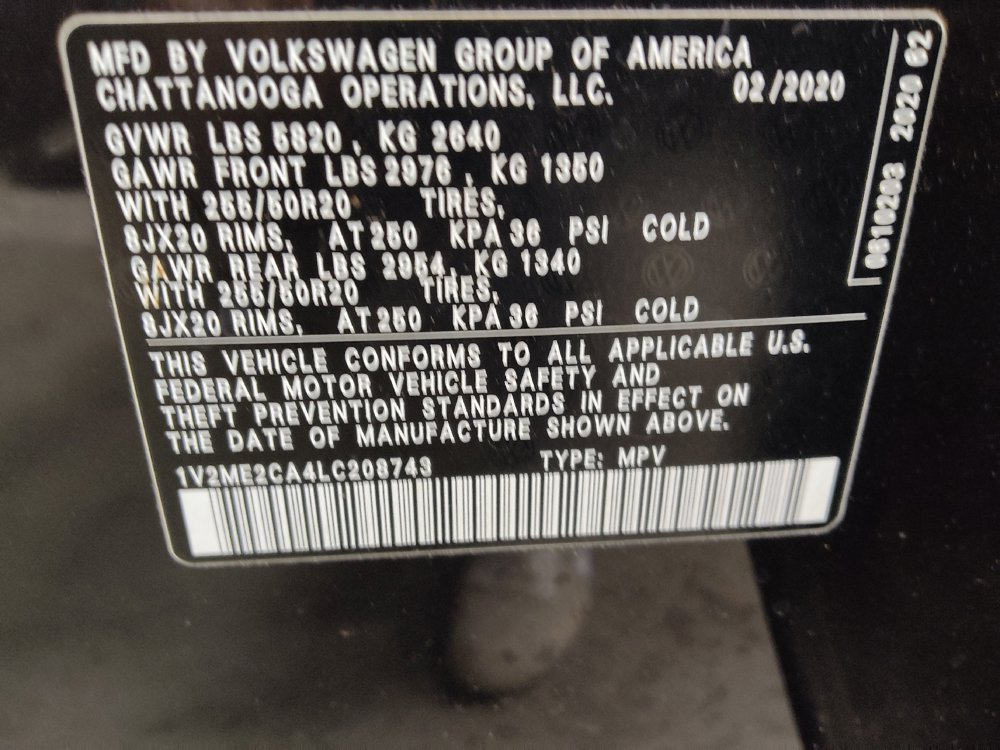 MFD BY VOLKSWAGEN GROUP OF AMERICA
CHATTANOOGA OPERATIONS, LLC. 02/2020
GVWR LBS 5820 , KG 2640
GAWR FRONT LBS 2976 , KG 1350
WITH 255/50R20 TIRES,
8JX20 RIMS, AT 250 KPA 36 PSI COLD
GAWR REAR LBS 2954, KG 1340
WITH 255/50R20 TIRES,
8JX20 RIMS, AT 250 KPA 36 PSI COLD
THIS VEHICLE CONFORMS TO ALL APPLICABLE U.S.
FEDERAL MOTOR VEHICLE SAFETY AND
THEFT PREVENTION STANDARDS IN EFFECT ON
THE DATE OF MANUFACTURE SHOWN ABOVE.
1V2ME2CA4LC208743 TYPE: MPV
0810203 2020 62